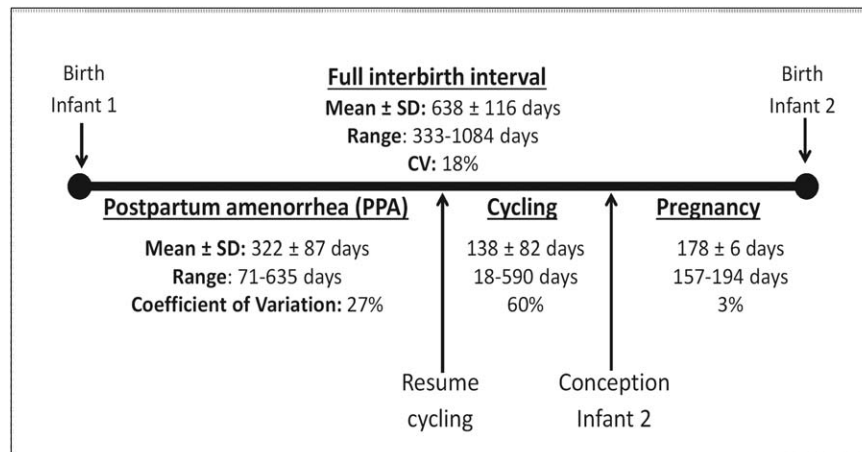 Birth
Infant 1
Full interbirth interval
Mean ± SD: 638 ± 116 days
Range: 333-1084 days
CV: 18%
Birth
Infant 2
Postpartum amenorrhea (PPA)
Mean ± SD: 322 ± 87 days
Range: 71-635 days
Coefficient of Variation: 27%
Cycling
138 ± 82 days
18-590 days
60%
Pregnancy
178 ± 6 days
157-194 days
3%
Resume
cycling
Conception
Infant 2